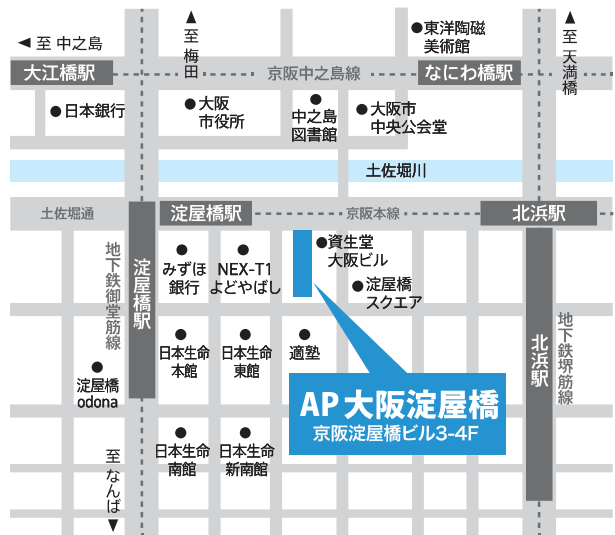 ◀至 中之島
▲
至
梅
田
●東洋陶磁
美術館
▲
至
天
満
橋
大江橋駅
京阪中之島線
なにわ橋駅
●日本銀行
●大阪
市役所
●
中之島
図書館
●大阪市
中央公会堂
土佐堀川
土佐堀通
淀屋橋駅
京阪本線
北浜駅
地下鉄御堂筋線
淀屋橋駅
●
みずほ
銀行
●
NEX-T1
よどやばし
●資生堂
大阪ビル
●淀屋橋
スクエア
●
日本生命
本館
●
日本生命
東館
●
適塾
北浜駅
地下鉄堺筋線
●
淀屋橋
odona
AP 大阪淀屋橋
京阪淀屋橋ビル3-4F
●
日本生命
南館
●
日本生命
新南館
至
なんば
▼